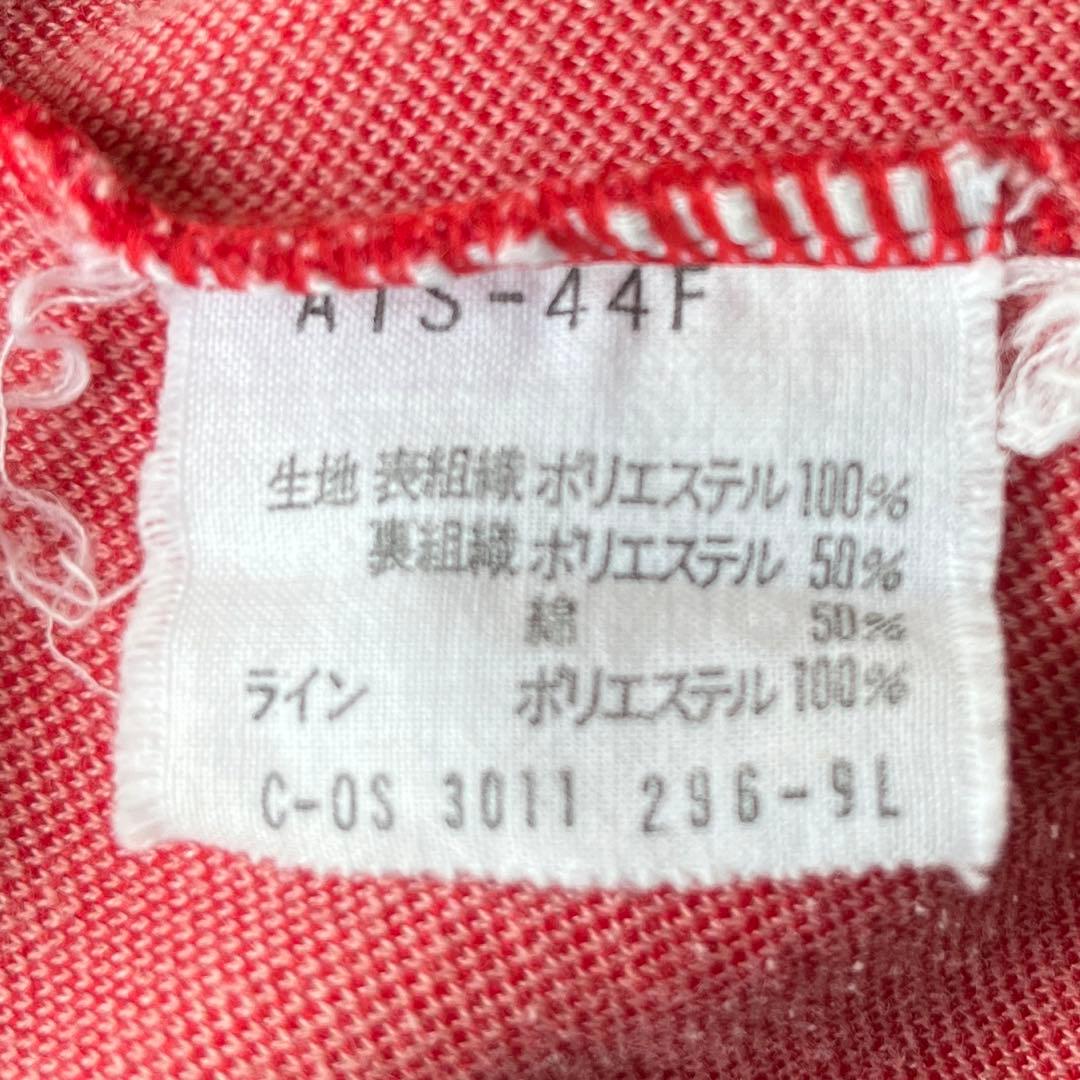 ATS-44F
生地 表組織 ポリエステル 100%
裏組織 ポリエステル 50%
綿 50%
ライン ポリエステル 100%
C-OS 3011 296-9L